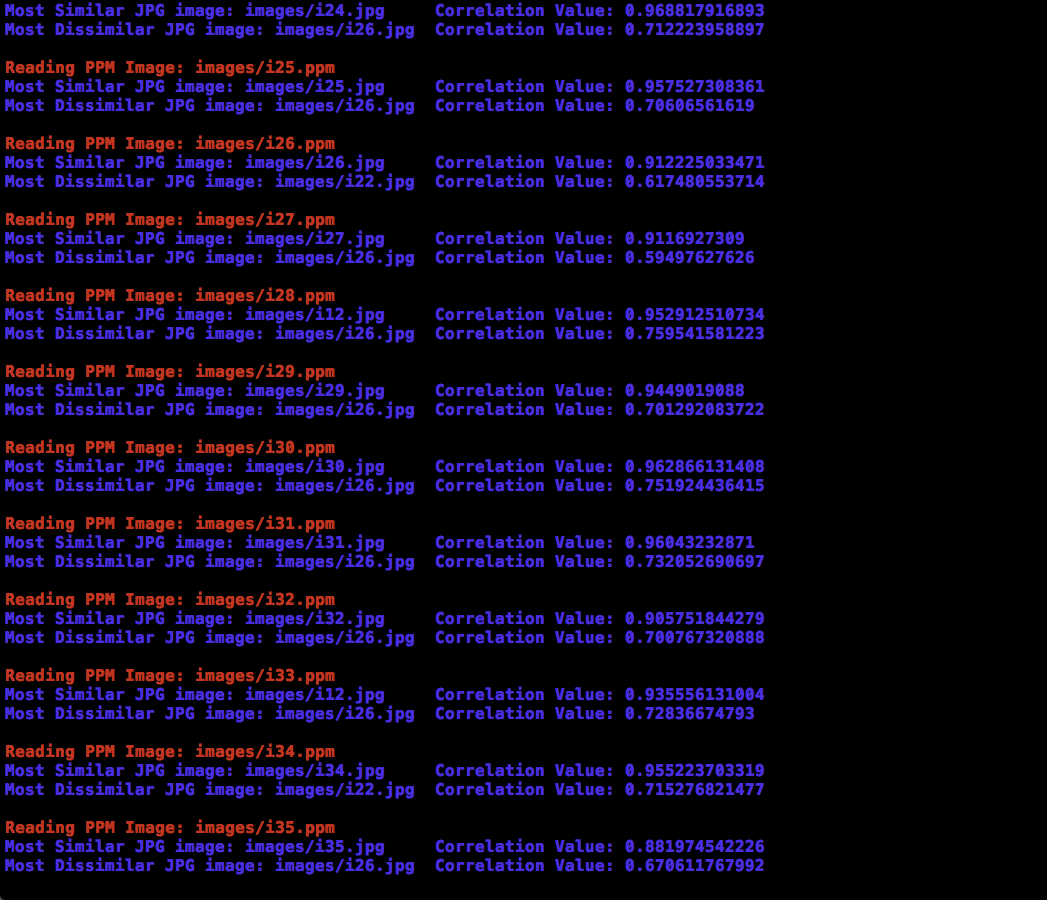 Most Similar JPG image: images/i24.jpg     Correlation Value: 0.968817916893
Most Dissimilar JPG image: images/i26.jpg  Correlation Value: 0.712223958897

Reading PPM Image: images/i25.ppm
Most Similar JPG image: images/i25.jpg     Correlation Value: 0.957527308361
Most Dissimilar JPG image: images/i26.jpg  Correlation Value: 0.70606561619

Reading PPM Image: images/i26.ppm
Most Similar JPG image: images/i26.jpg     Correlation Value: 0.912225033471
Most Dissimilar JPG image: images/i22.jpg  Correlation Value: 0.617480553714

Reading PPM Image: images/i27.ppm
Most Similar JPG image: images/i27.jpg     Correlation Value: 0.9116927309
Most Dissimilar JPG image: images/i26.jpg  Correlation Value: 0.59497627626

Reading PPM Image: images/i28.ppm
Most Similar JPG image: images/i12.jpg     Correlation Value: 0.952912510734
Most Dissimilar JPG image: images/i26.jpg  Correlation Value: 0.759541581223

Reading PPM Image: images/i29.ppm
Most Similar JPG image: images/i29.jpg     Correlation Value: 0.9449019088
Most Dissimilar JPG image: images/i26.jpg  Correlation Value: 0.701292083722

Reading PPM Image: images/i30.ppm
Most Similar JPG image: images/i30.jpg     Correlation Value: 0.962866131408
Most Dissimilar JPG image: images/i26.jpg  Correlation Value: 0.751924436415

Reading PPM Image: images/i31.ppm
Most Similar JPG image: images/i31.jpg     Correlation Value: 0.96043232871
Most Dissimilar JPG image: images/i26.jpg  Correlation Value: 0.732052690697

Reading PPM Image: images/i32.ppm
Most Similar JPG image: images/i32.jpg     Correlation Value: 0.905751844279
Most Dissimilar JPG image: images/i26.jpg  Correlation Value: 0.700767320888

Reading PPM Image: images/i33.ppm
Most Similar JPG image: images/i12.jpg     Correlation Value: 0.935556131004
Most Dissimilar JPG image: images/i26.jpg  Correlation Value: 0.72836674793

Reading PPM Image: images/i34.ppm
Most Similar JPG image: images/i34.jpg     Correlation Value: 0.955223703319
Most Dissimilar JPG image: images/i22.jpg  Correlation Value: 0.715276821477

Reading PPM Image: images/i35.ppm
Most Similar JPG image: images/i35.jpg     Correlation Value: 0.881974542226
Most Dissimilar JPG image: images/i26.jpg  Correlation Value: 0.670611767992